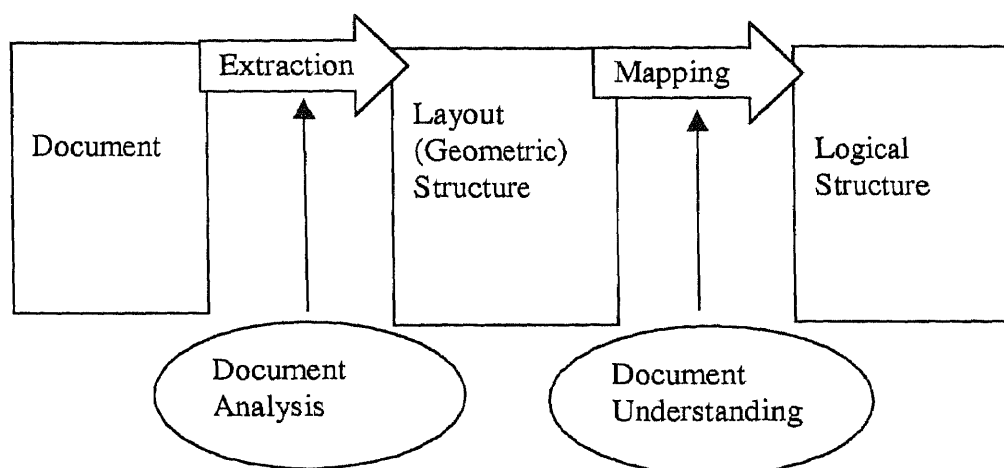 Extraction
Mapping
Document
Layout
(Geometric)
Structure
Logical
Structure
Document
Analysis
Document
Understanding